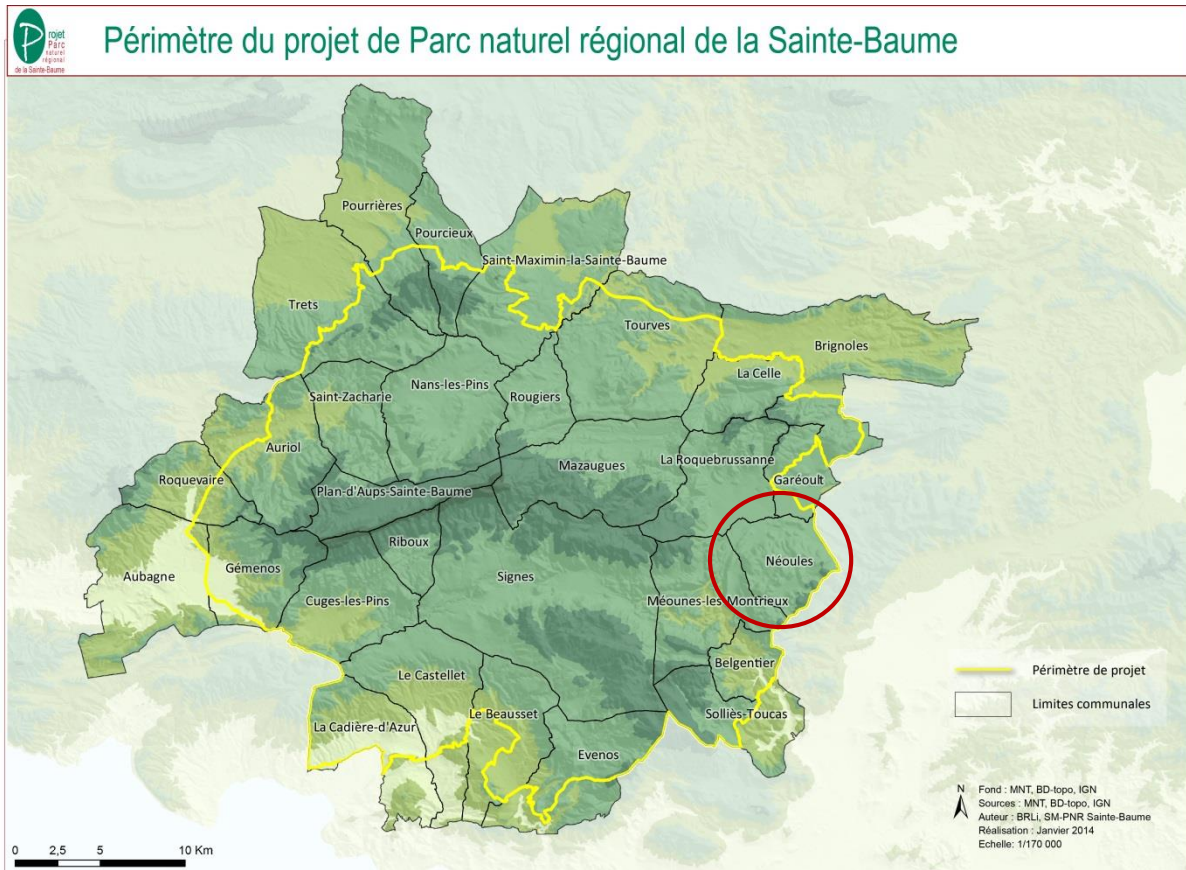 Projet
Parc
naturel
régional
de la Sainte-Baume
Périmètre du projet de Parc naturel régional de la Sainte-Baume
Pourrières
Pourcieux
Saint-Maximin-la-Sainte-Baume
Trets
Tourves
Brignoles
La Celle
Nans-les-Pins
Saint-Zacharie
Rougiers
Auriol
Mazaugues
La Roquebrussanne
Garéoult
Roquevaire
Plan-d'Aups-Sainte-Baume
Riboux
Néoules
Aubagne
Gémenos
Signes
Cuges-les-Pins
Méounes-les-Montrieux
Belgentier
Le Castellet
Le Beausset
La Cadière-d'Azur
Solliès-Toucas
Evenos
Périmètre de projet
Limites communales
N
Fond : MNT, BD-topo, IGN
Sources : MNT, BD-topo, IGN
Auteur : BRLi, SM-PNR Sainte-Baume
Réalisation : Janvier 2014
Echelle: 1/170 000
0 2,5 5 10 Km